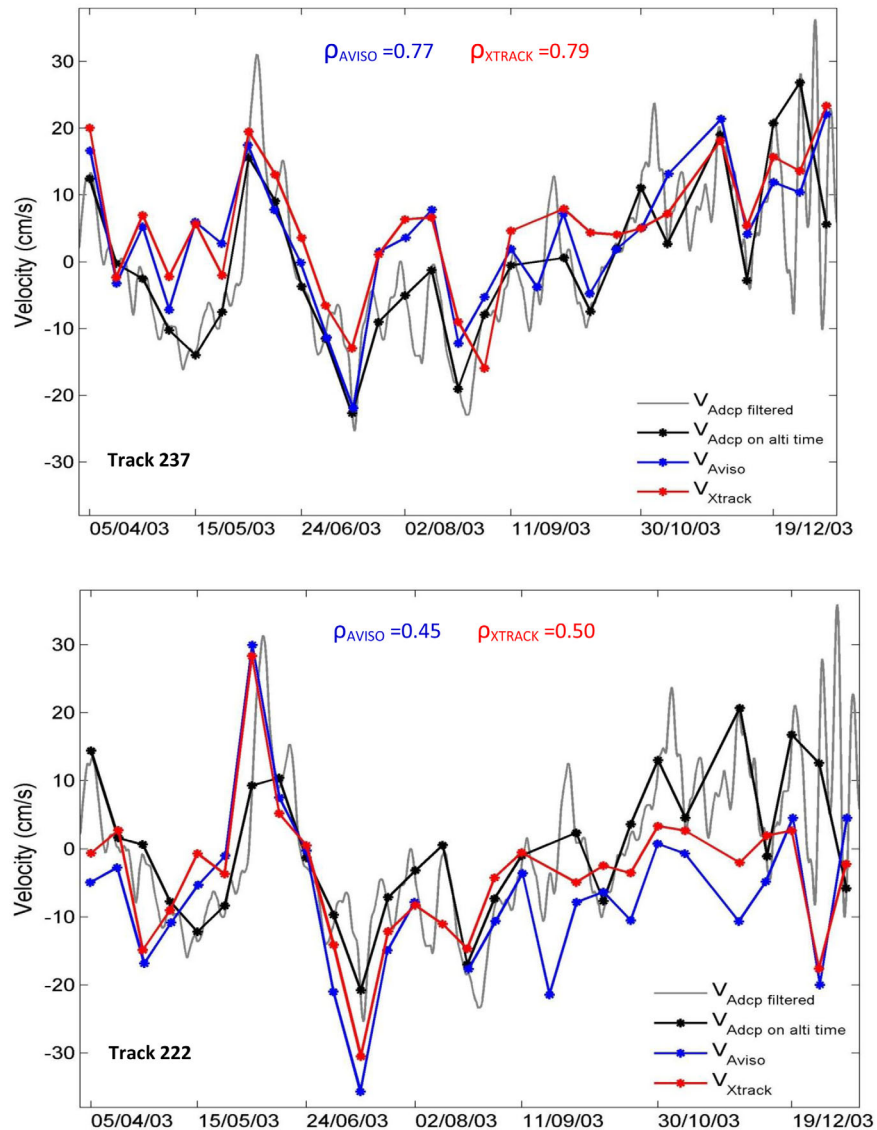 ρAVISO =0.77 ρXTRACK =0.79
30
20
10
0
-10
-20
-30
Velocity (cm/s)
VAdcp filtered
VAdcp on alti time
VAviso
VXtrack
Track 237
05/04/03 15/05/03 24/06/03 02/08/03 11/09/03 30/10/03 19/12/03
ρAVISO =0.45 ρXTRACK =0.50
30
20
10
0
-10
-20
-30
Velocity (cm/s)
VAdcp filtered
VAdcp on alti time
VAviso
VXtrack
Track 222
05/04/03 15/05/03 24/06/03 02/08/03 11/09/03 30/10/03 19/12/03